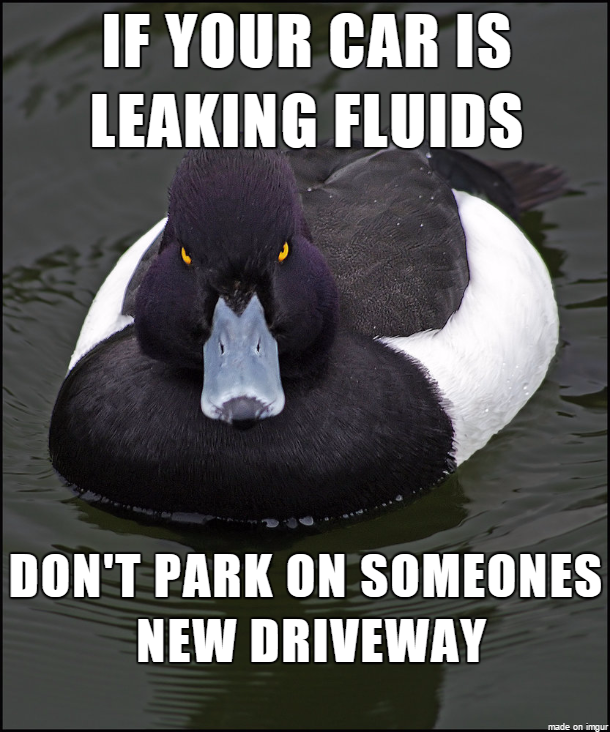 IF YOUR CAR IS
LEAKING FLUIDS
DON'T PARK ON SOMEONES
NEW DRIVEWAY
made on imgur